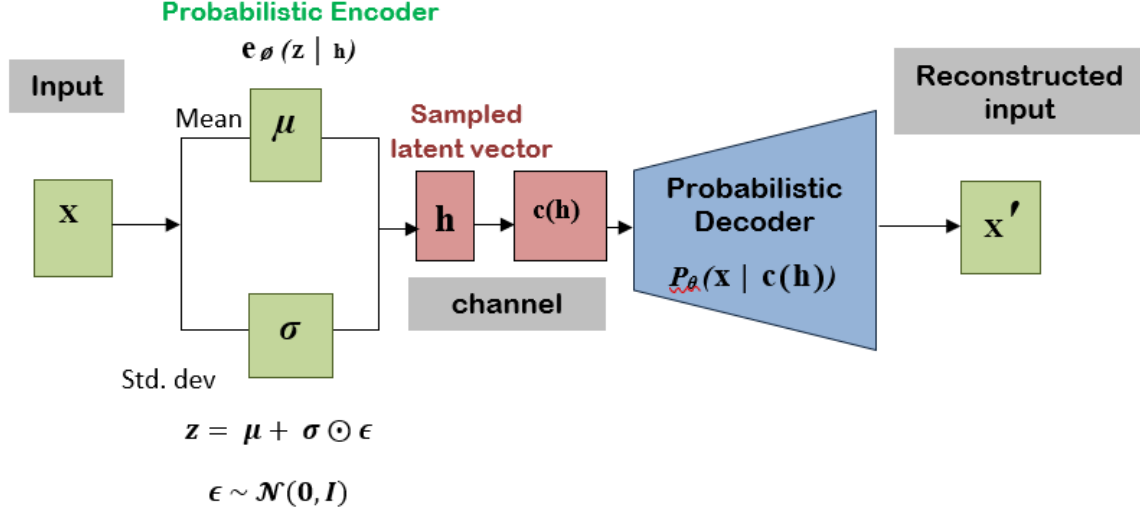 Probabilistic Encoder
e_ø (z | h)
Input
Mean
μ
Sampled
latent vector
Reconstructed
input
x
h
c(h)
Probabilistic
Decoder
P_θ(x | c(h))
x′
channel
σ
Std. dev
z = μ + σ ⊙ ϵ
ϵ ~ 𝒩(0, I)